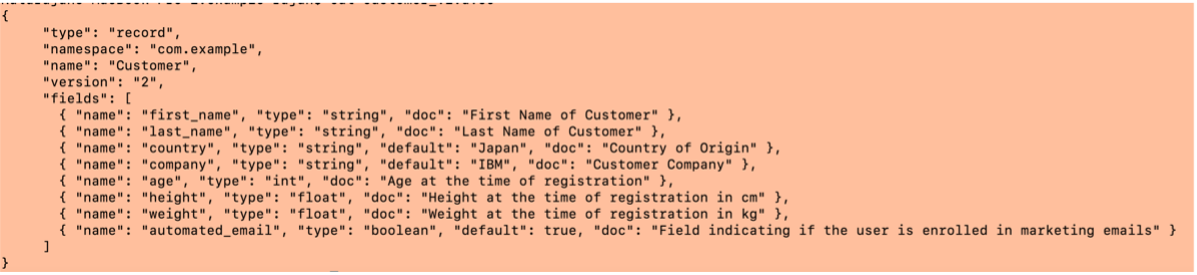 {
"type": "record",
"namespace": "com.example",
"name": "Customer",
"version": "2",
"fields": [
{ "name": "first_name", "type": "string", "doc": "First Name of Customer" },
{ "name": "last_name", "type": "string", "doc": "Last Name of Customer" },
{ "name": "country", "type": "string", "default": "Japan", "doc": "Country of Origin" },
{ "name": "company", "type": "string", "default": "IBM", "doc": "Customer Company" },
{ "name": "age", "type": "int", "doc": "Age at the time of registration" },
{ "name": "height", "type": "float", "doc": "Height at the time of registration in cm" },
{ "name": "weight", "type": "float", "doc": "Weight at the time of registration in kg" },
{ "name": "automated_email", "type": "boolean", "default": true, "doc": "Field indicating if the user is enrolled in marketing emails" }
]
}